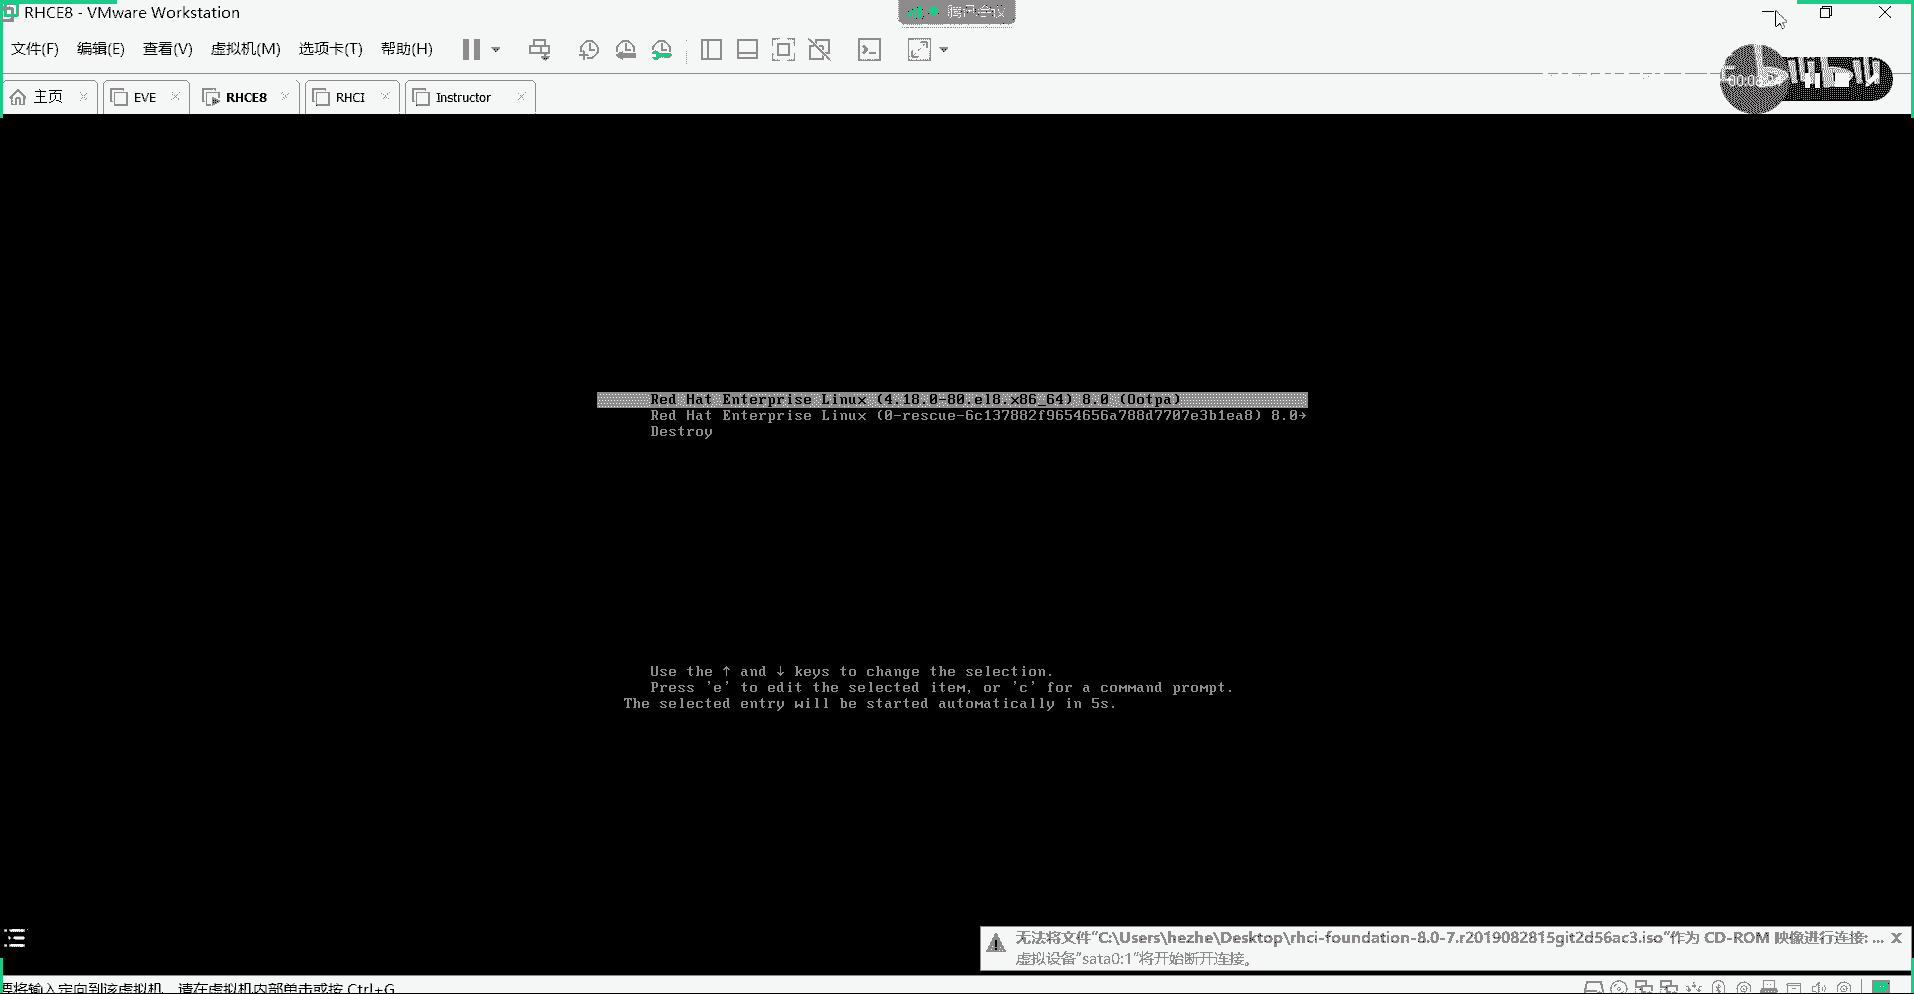 RHCE8 - VMware Workstation
腾讯会议
文件(F) 编辑(E) 查看(V) 虚拟机(M) 选项卡(T) 帮助(H)
主页 EVE RHCE8 RHCI Instructor
Red Hat Enterprise Linux (4.18.0-80.el8.x86_64) 8.0 (Ootpa)
Red Hat Enterprise Linux (0-rescue-6c137882f9654656a788d7707e3b1ea8) 8.0→
Destroy
Use the ↑ and ↓ keys to change the selection.
Press 'e' to edit the selected item, or 'c' for a command prompt.
The selected entry will be started automatically in 5s.
无法将文件“C:\Users\hezhe\Desktop\rhci-foundation-8.0-7.r2019082815git2d56ac3.iso”作为 CD-ROM 映像进行连接: ...
虚拟设备“sata0:1”将开始断开连接。
要将输入定向到该虚拟机，请在虚拟机内部单击或按 Ctrl+G